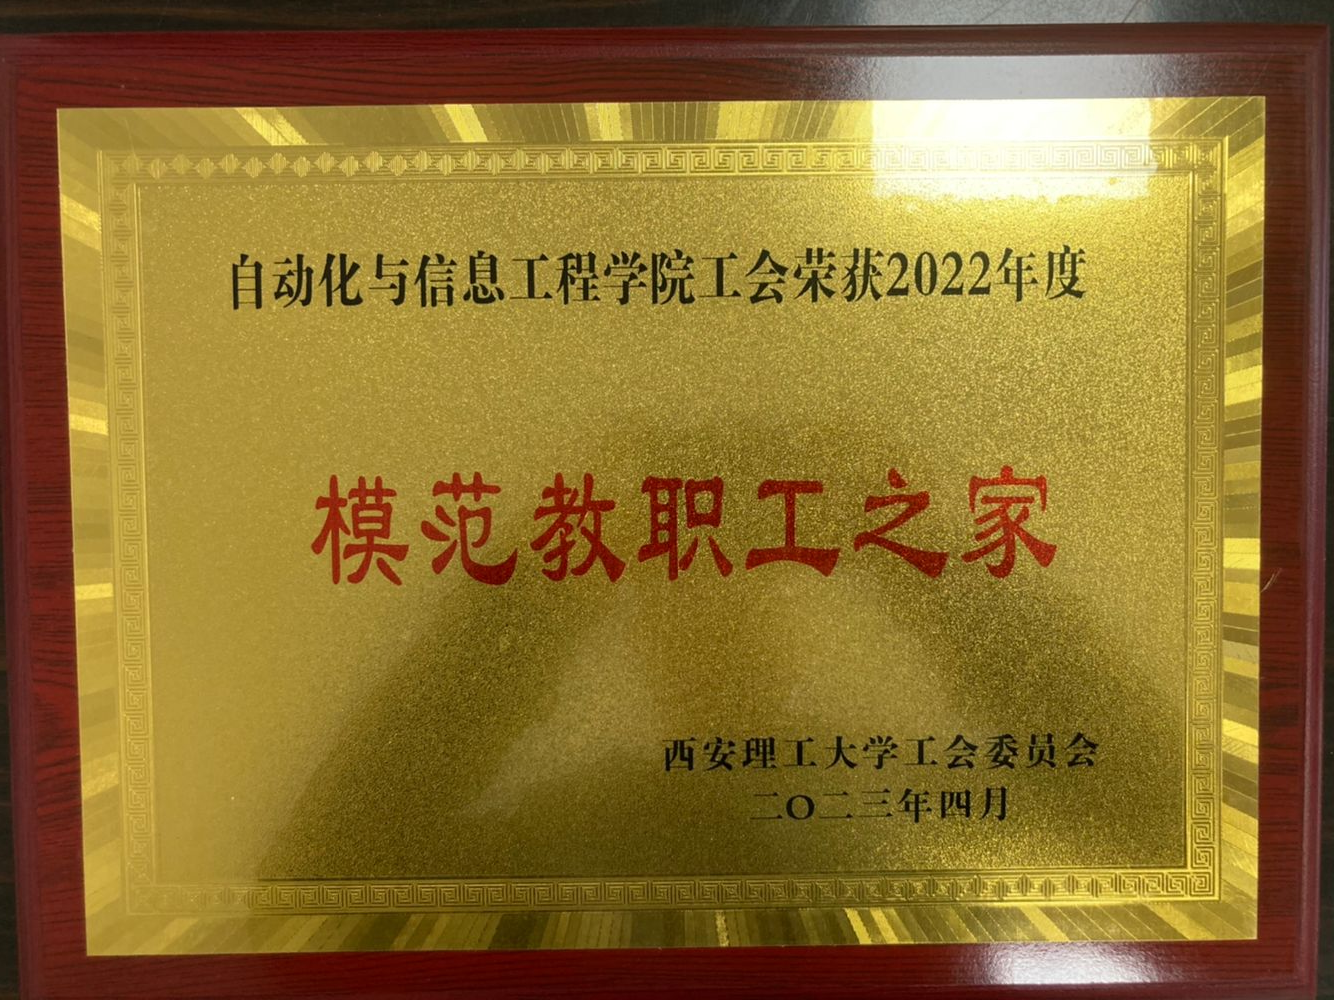 自动化与信息工程学院工会荣获2022年度
模范教职工之家
西安理工大学工会委员会
二〇二三年四月